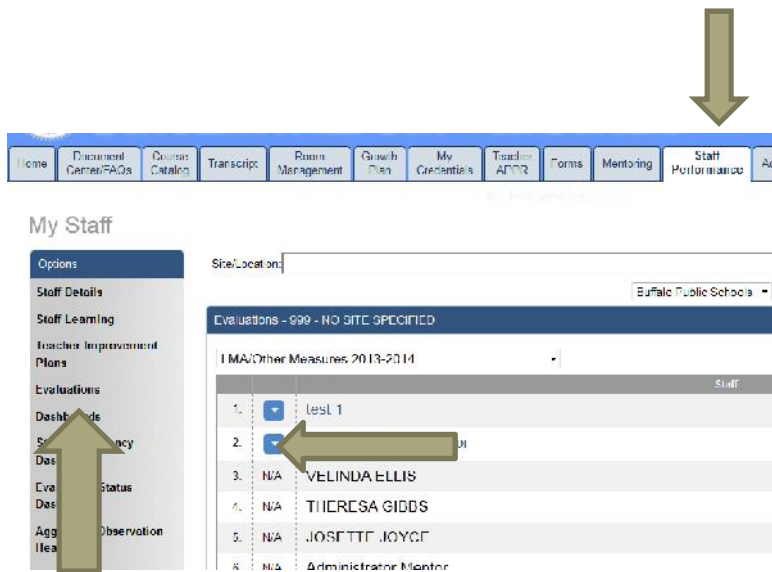 Home
Document Center/FAQs
Course Catalog
Transcript
Room Management
Growth Plan
My Credentials
Teacher APPR
Forms
Mentoring
Staff Performance
My Staff
Options
Staff Details
Staff Learning
Teacher Improvement
Plans
Evaluations
Site/Location:
Buffalo Public Schools
Evaluations - 999 - NO SITE SPECIFIED
LMA/Other Measures 2013-2014
Staff
1. test 1
2.
3. N/A VELINDA ELLIS
4. N/A THERESA GIBBS
5. N/A JOSETTE JOYCE
6. N/A Administrator Mentor
Status
Observation